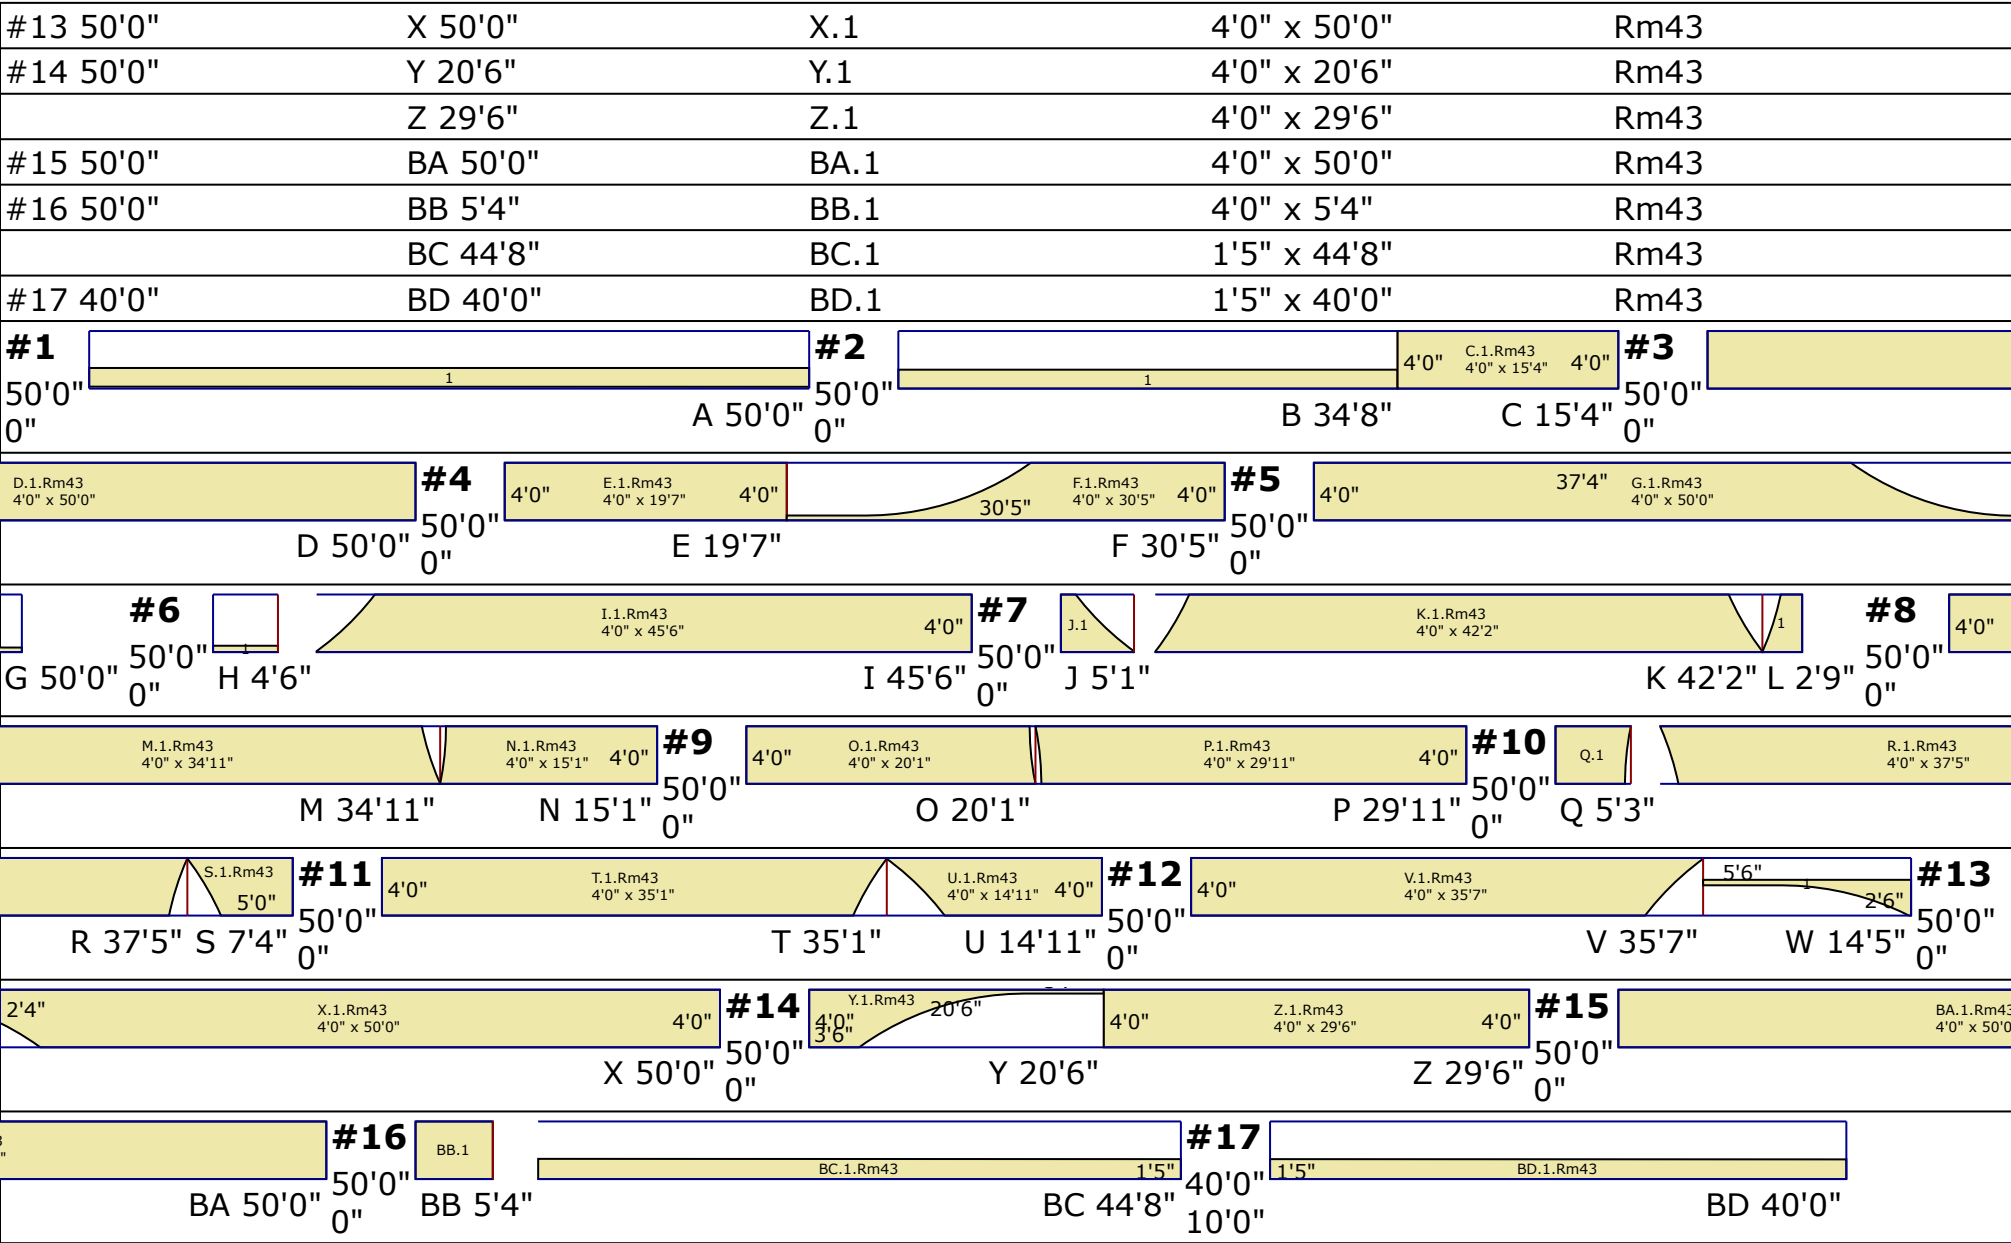 #13 50'0" X 50'0" X.1 4'0" x 50'0" Rm43
#14 50'0" Y 20'6" Y.1 4'0" x 20'6" Rm43
Z 29'6" Z.1 4'0" x 29'6" Rm43
#15 50'0" BA 50'0" BA.1 4'0" x 50'0" Rm43
#16 50'0" BB 5'4" BB.1 4'0" x 5'4" Rm43
BC 44'8" BC.1 1'5" x 44'8" Rm43
#17 40'0" BD 40'0" BD.1 1'5" x 40'0" Rm43
#1 #2 4'0" C.1.Rm43 4'0" #3
4'0" x 15'4"
1 1
50'0" 50'0" 50'0"
A 50'0" B 34'8" C 15'4"
0" 0" 0"
D.1.Rm43 #4 4'0" E.1.Rm43 4'0" F.1.Rm43 4'0" #5 4'0" 37'4" G.1.Rm43
4'0" x 50'0" 4'0" x 19'7" 30'5" 4'0" x 30'5" 4'0" x 50'0"
50'0" 50'0"
D 50'0" E 19'7" F 30'5"
0" 0"
#6 I.1.Rm43 4'0" #7 J.1 K.1.Rm43 1 #8 4'0"
1 4'0" x 45'6" 4'0" x 42'2"
50'0" 50'0" 50'0"
G 50'0" H 4'6" I 45'6" J 5'1" K 42'2" L 2'9"
0" 0" 0"
M.1.Rm43 N.1.Rm43 4'0" #9 4'0" O.1.Rm43 P.1.Rm43 4'0" #10 Q.1 R.1.Rm43
4'0" x 34'11" 4'0" x 15'1" 4'0" x 20'1" 4'0" x 29'11" 4'0" x 37'5"
50'0" 50'0"
M 34'11" N 15'1" O 20'1" P 29'11" Q 5'3"
0" 0"
S.1.Rm43 #11 4'0" T.1.Rm43 U.1.Rm43 4'0" #12 4'0" V.1.Rm43 5'6" 1 #13
5'0" 4'0" x 35'1" 4'0" x 14'11" 4'0" x 35'7" 2'6"
50'0" 50'0" 50'0"
R 37'5" S 7'4" T 35'1" U 14'11" V 35'7" W 14'5"
0" 0" 0"
2'4" X.1.Rm43 4'0" #14 Y.1.Rm43 20'6" 4'0" Z.1.Rm43 4'0" #15 BA.1.Rm43
4'0" x 50'0" 4'0" 4'0" x 29'6" 4'0" x 50'0
3'6"
50'0" 50'0"
X 50'0" Y 20'6" Z 29'6"
0" 0"
#16 BB.1 #17
BC.1.Rm43 1'5" 1'5" BD.1.Rm43
50'0" 40'0"
BA 50'0" BB 5'4" BC 44'8" BD 40'0"
0" 10'0"